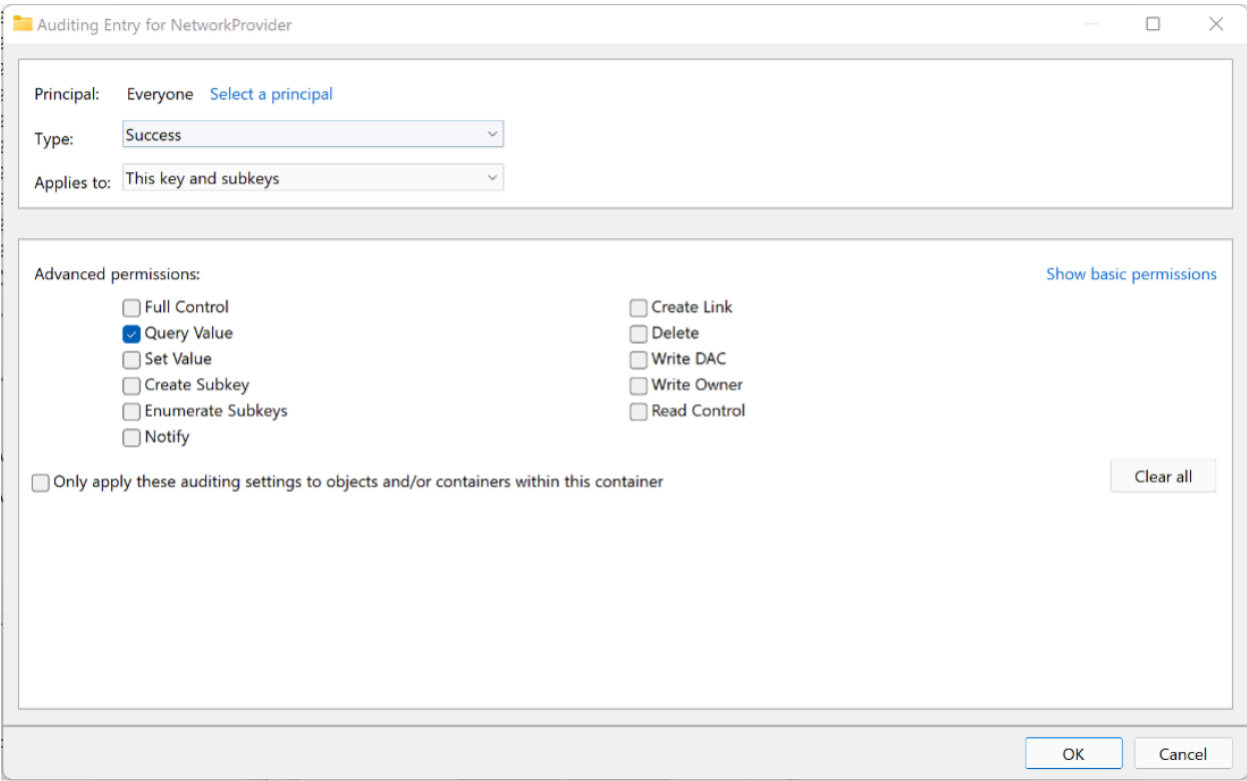 Auditing Entry for NetworkProvider
Principal: Everyone Select a principal
Type: Success
Applies to: This key and subkeys
Advanced permissions: Show basic permissions
Full Control Create Link
Query Value Delete
Set Value Write DAC
Create Subkey Write Owner
Enumerate Subkeys Read Control
Notify
Only apply these auditing settings to objects and/or containers within this container Clear all
OK Cancel